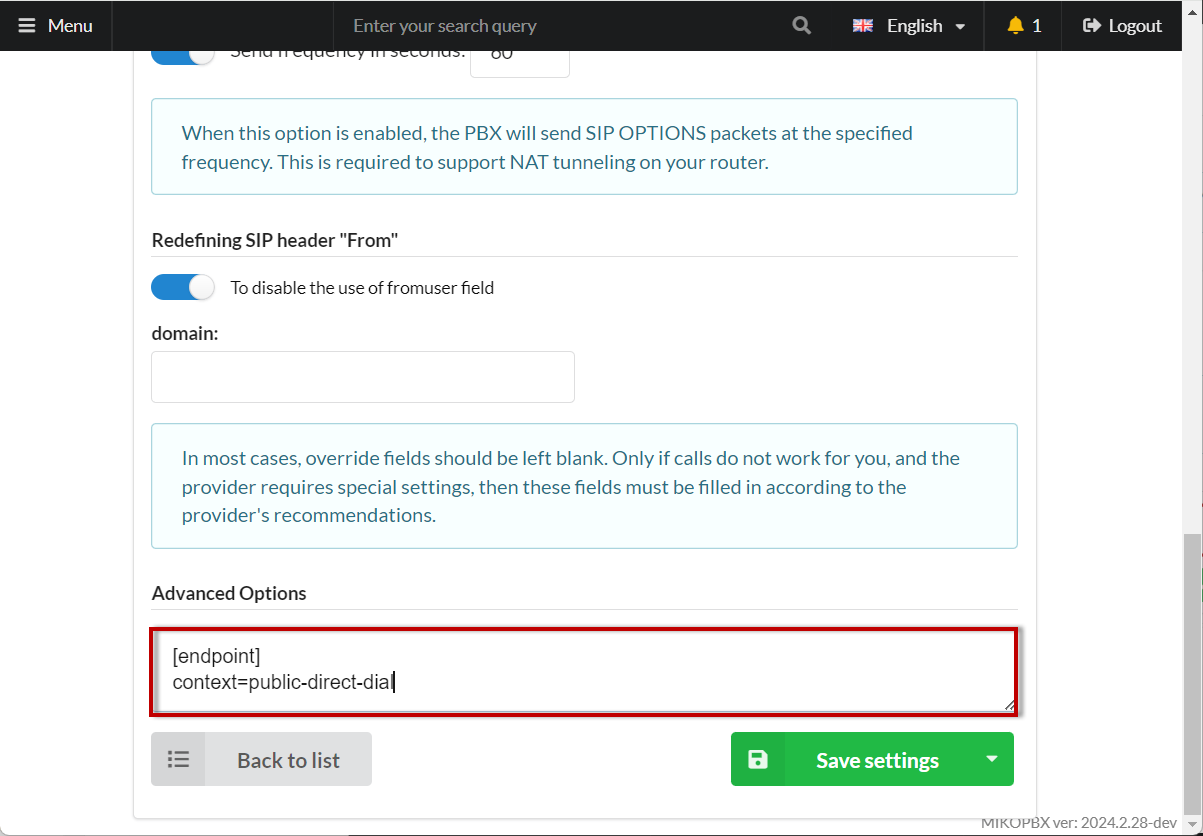 Menu
Enter your search query
English
1
Logout
Send frequency in seconds:
60
When this option is enabled, the PBX will send SIP OPTIONS packets at the specified
frequency. This is required to support NAT tunneling on your router.
Redefining SIP header "From"
To disable the use of fromuser field
domain:
In most cases, override fields should be left blank. Only if calls do not work for you, and the
provider requires special settings, then these fields must be filled in according to the
provider's recommendations.
Advanced Options
[endpoint]
context=public-direct-dial
Back to list
Save settings
MIKOPBX ver: 2024.2.28-dev